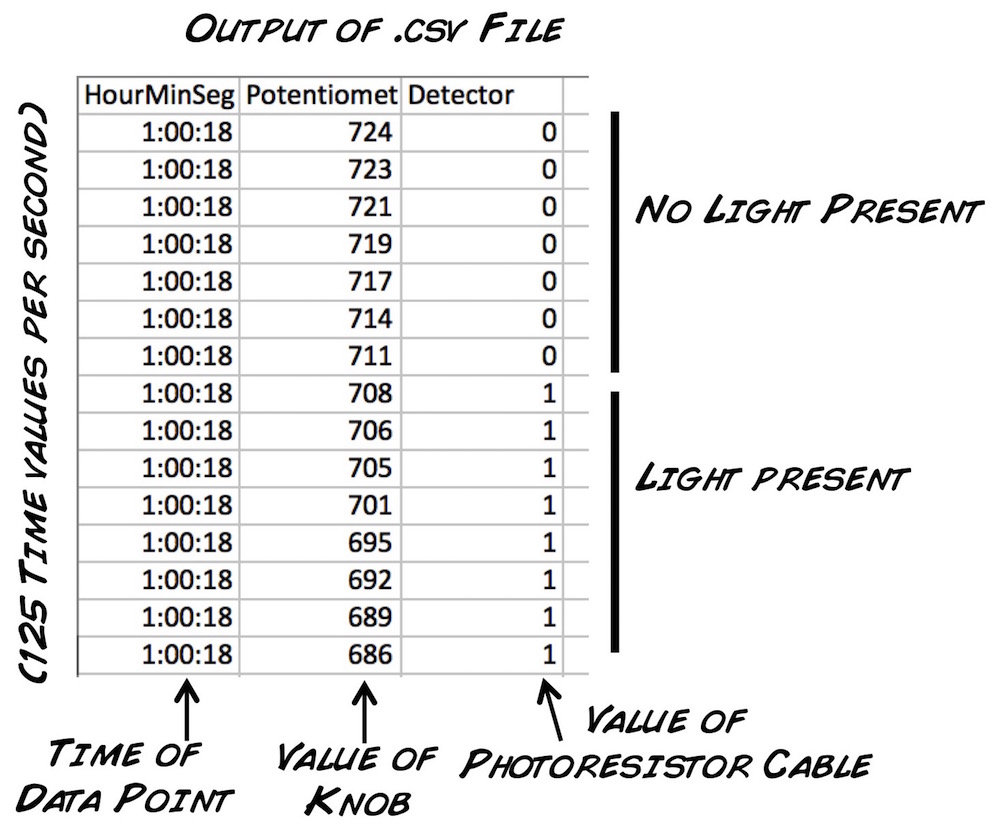 Output of .csv File
(125 Time values per second)
HourMinSeg Potentiomet Detector
1:00:18 724 0
1:00:18 723 0
1:00:18 721 0
1:00:18 719 0
1:00:18 717 0
1:00:18 714 0
1:00:18 711 0
1:00:18 708 1
1:00:18 706 1
1:00:18 705 1
1:00:18 701 1
1:00:18 695 1
1:00:18 692 1
1:00:18 689 1
1:00:18 686 1
No Light Present
Light present
Time of
Data Point
Value of
Knob
Value of
Photoresistor Cable